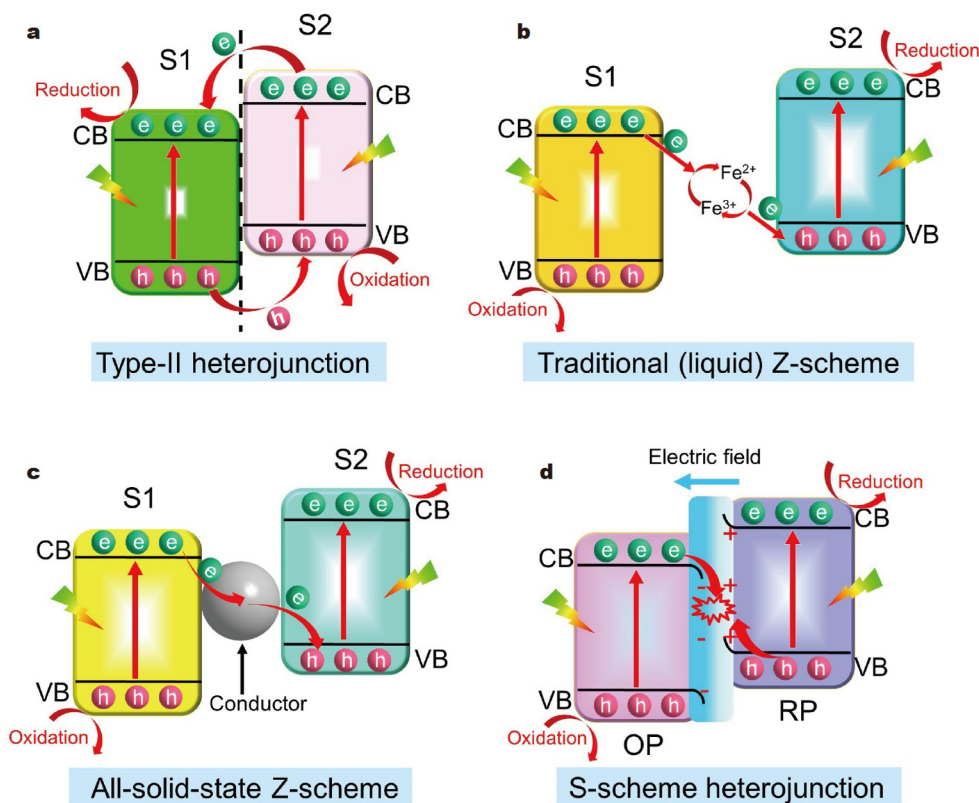 a
S1
S2
e
Reduction
e e e
e e e
CB
CB
VB
VB
h h h
h h h
h
Oxidation
Type-II heterojunction
b
S1
S2
Reduction
e e e
e e e
CB
CB
e
Fe2+
Fe3+
e
h h h
h h h
VB
VB
Oxidation
Traditional (liquid) Z-scheme
c
S1
S2
Reduction
e e e
e e e
CB
CB
e
e
h h h
h h h
VB
VB
Conductor
Oxidation
All-solid-state Z-scheme
d
Electric field
Reduction
e e e
e e e
CB
CB
+
-
+
-
+
-
h h h
h h h
VB
VB
-
RP
OP
Oxidation
S-scheme heterojunction